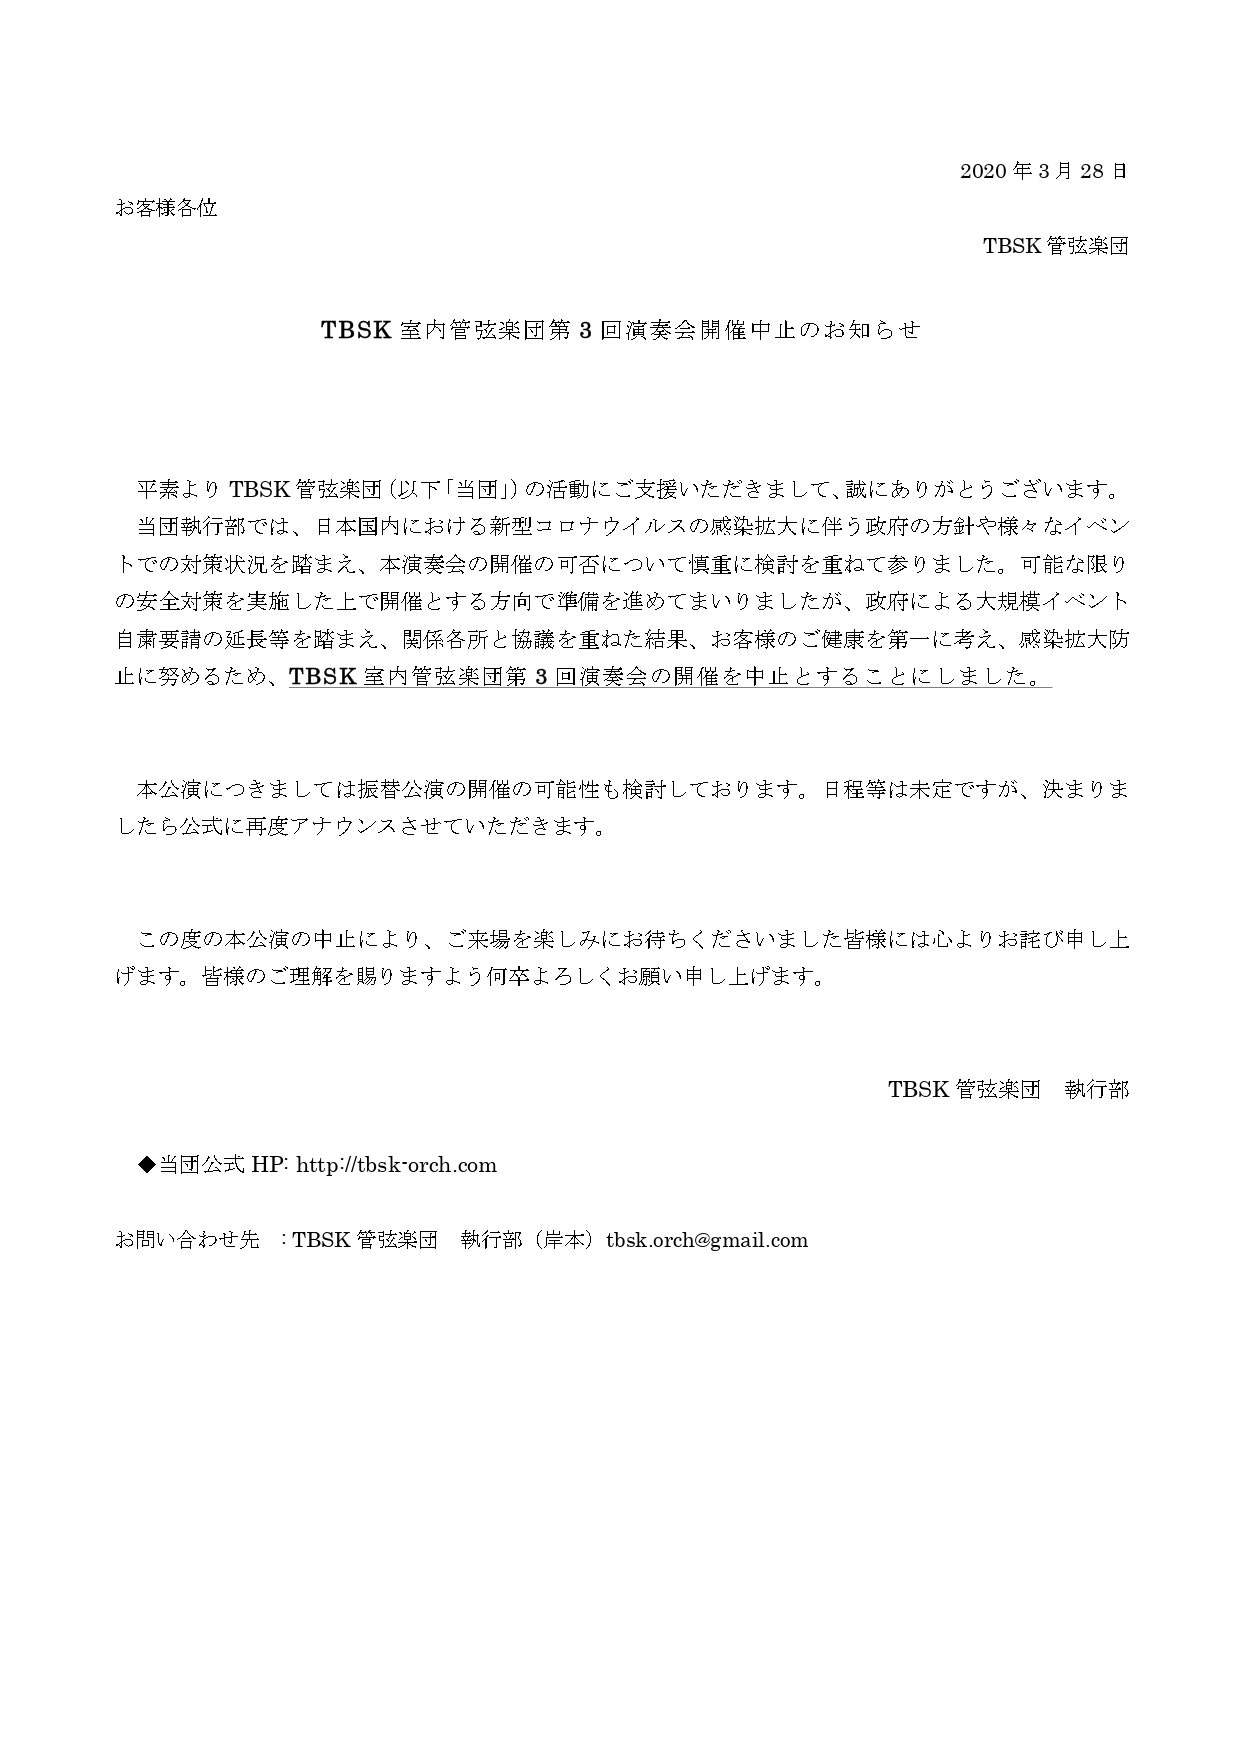 2020 年 3 月 28 日
お客様各位
TBSK 管弦楽団
TBSK 室内管弦楽団第 3 回演奏会開催中止のお知らせ
平素より TBSK 管弦楽団（以下「当団」）の活動にご支援いただきまして、誠にありがとうございます。
当団執行部では、日本国内における新型コロナウイルスの感染拡大に伴う政府の方針や様々なイベン
トでの対策状況を踏まえ、本演奏会の開催の可否について慎重に検討を重ねて参りました。可能な限り
の安全対策を実施した上で開催とする方向で準備を進めてまいりましたが、政府による大規模イベント
自粛要請の延長等を踏まえ、関係各所と協議を重ねた結果、お客様のご健康を第一に考え、感染拡大防
止に努めるため、TBSK 室内管弦楽団第 3 回演奏会の開催を中止とすることにしました。
本公演につきましては振替公演の開催の可能性も検討しております。日程等は未定ですが、決まりま
したら公式に再度アナウンスさせていただきます。
この度の本公演の中止により、ご来場を楽しみにお待ちくださいました皆様には心よりお詫び申し上
げます。皆様のご理解を賜りますよう何卒よろしくお願い申し上げます。
TBSK 管弦楽団　執行部
◆当団公式 HP: http://tbsk-orch.com
お問い合わせ先　: TBSK 管弦楽団　執行部（岸本）tbsk.orch@gmail.com